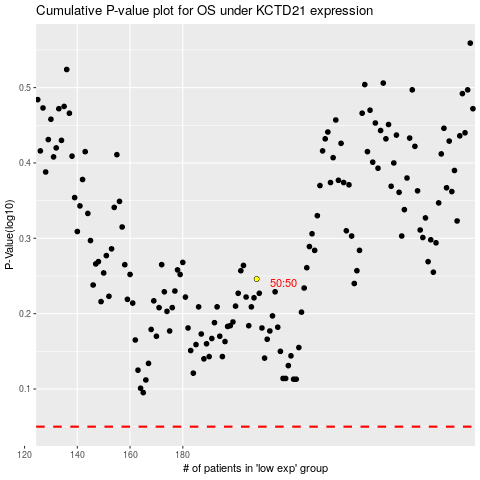 Cumulative P-value plot for OS under KCTD21 expression
P-Value(log10)
0.5
0.4
0.3
0.2
0.1
50:50
120 140 160 180
# of patients in 'low exp' group